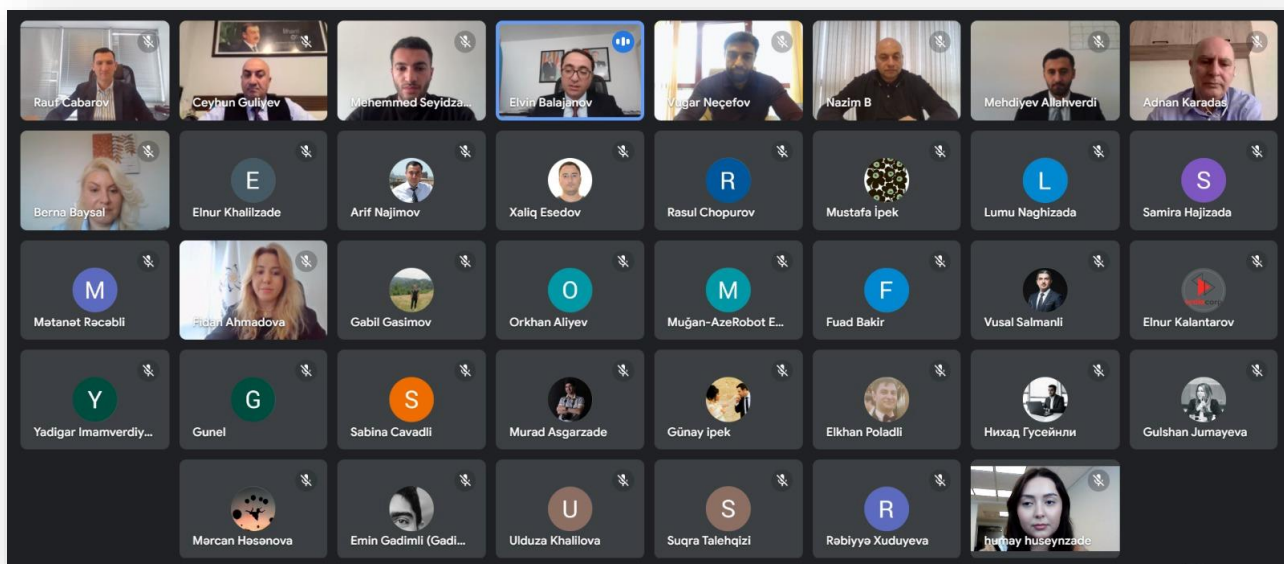 Rauf Cabarov
Ceyhun Guliyev
Mehemmed Seyidza...
Elvin Balajanov
Vugar Neçefov
Nazim B
Mehdiyev Allahverdi
Adnan Karadaş
Berna Baysal
E
Elnur Khalilzade
Arif Najimov
Xaliq Esedov
R
Rasul Chopurov
Mustafa İpek
L
Lumu Naghizada
S
Samira Hajizada
M
Mətanət Rəcəbli
Fidan Ahmadova
Gabil Gasimov
O
Orkhan Aliyev
M
Muğan-AzeRobot E...
F
Fuad Bakir
Vusal Salmanli
Elnur Kalantarov
Y
Yadigar Imamverdiy...
G
Gunel
S
Sabina Cavadli
Murad Asgarzade
Günay ipek
Elkhan Poladli
Нихад Гусейнли
Gulshan Jumayeva
Mərcan Həsənova
Emin Gadimli (Gadi...
U
Ulduza Khalilova
S
Suqra Talehqizi
R
Rəbiyyə Xuduyeva
humay huseynzade